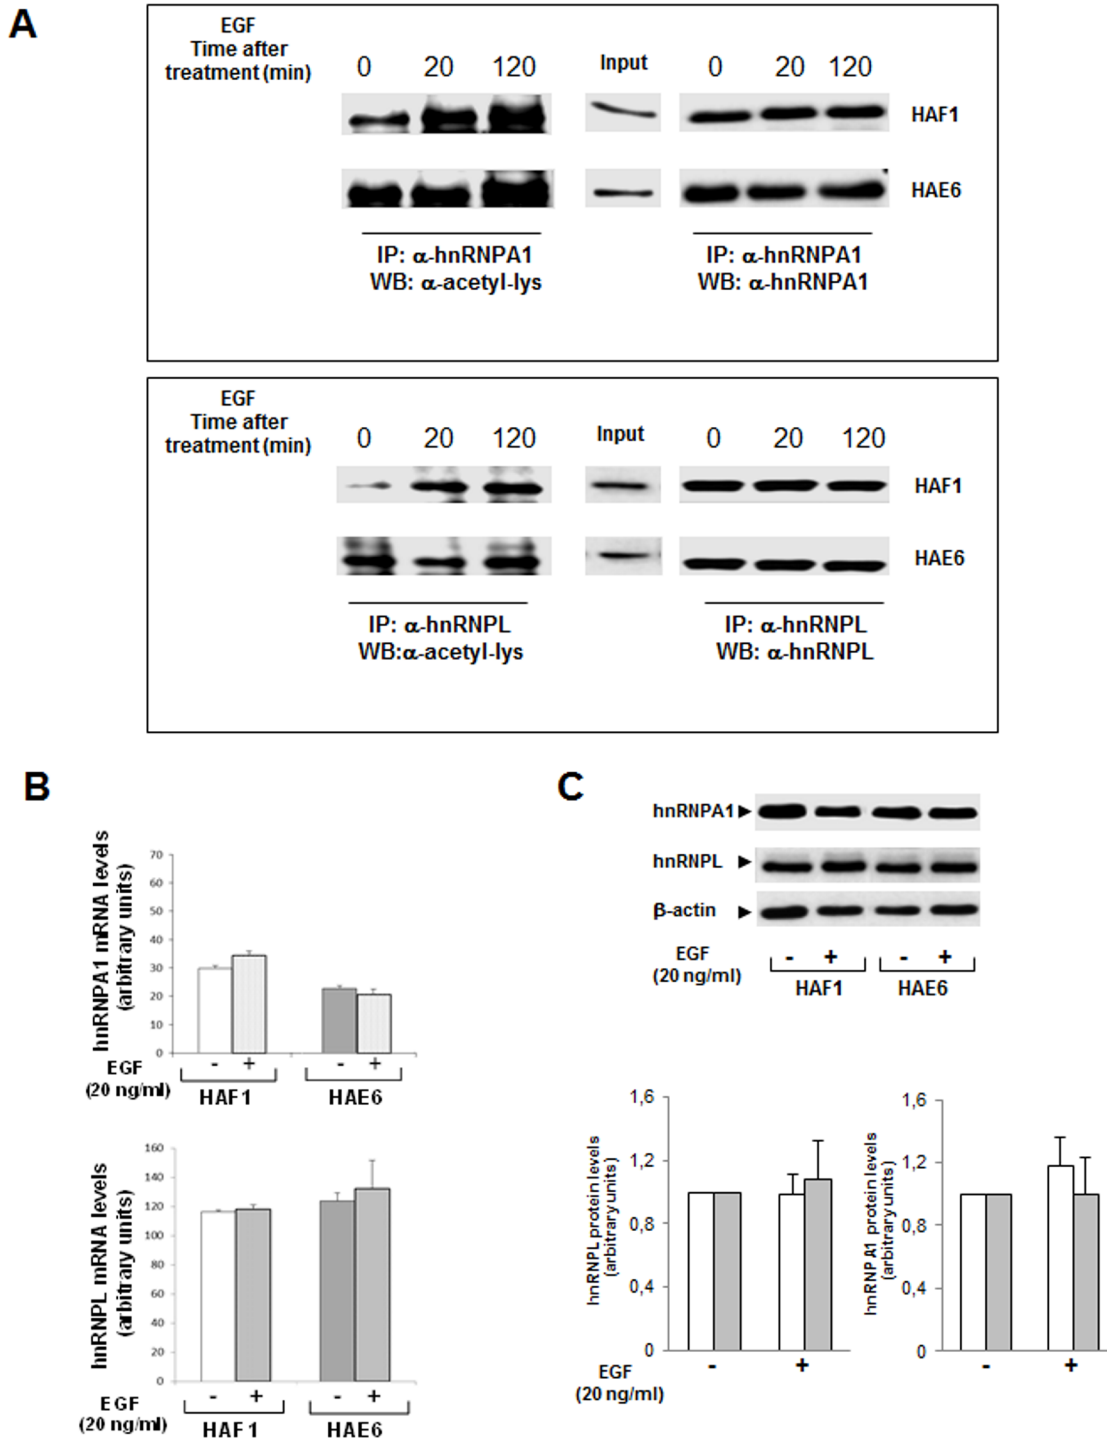 A
EGF
Time after
treatment (min)
0 20 120 Input 0 20 120
HAF1
HAE6
IP: α-hnRNPA1
WB: α-acetyl-lys
IP: α-hnRNPA1
WB: α-hnRNPA1
EGF
Time after
treatment (min)
0 20 120 Input 0 20 120
HAF1
HAE6
IP: α-hnRNPL
WB:α-acetyl-lys
IP: α-hnRNPL
WB: α-hnRNPL
B
hnRNPA1 mRNA levels
(arbitrary units)
70
60
50
40
30
20
10
0
EGF
(20 ng/ml)
- + - +
HAF1 HAE6
hnRNPL mRNA levels
(arbitrary units)
160
140
120
100
80
60
40
20
0
EGF
(20 ng/ml)
- + - +
HAF1 HAE6
C
hnRNPA1
hnRNPL
β-actin
EGF
(20 ng/ml)
- + - +
HAF1 HAE6
hnRNPL protein levels
(arbitrary units)
1,6
1,2
0,8
0,4
0
- +
EGF
(20 ng/ml)
hnRNPA1 protein levels
(arbitrary units)
1,6
1,2
0,8
0,4
0
- +